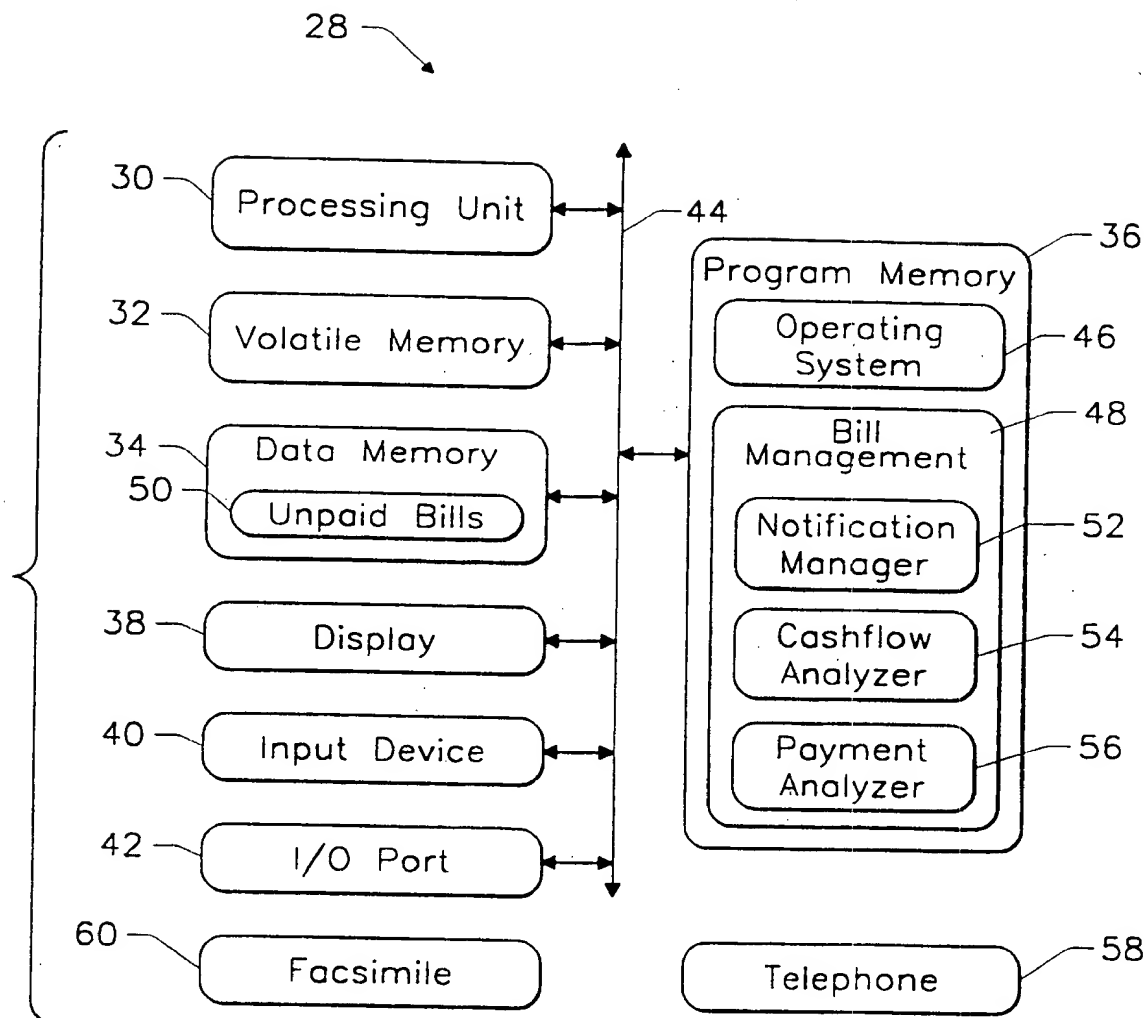 28
30
Processing Unit
44
36
Program Memory
32
Volatile Memory
Operating
System
46
34
Data Memory
50
Unpaid Bills
48
Bill
Management
Notification
Manager
52
38
Display
Cashflow
Analyzer
54
40
Input Device
Payment
Analyzer
56
42
I/O Port
60
Facsimile
Telephone
58